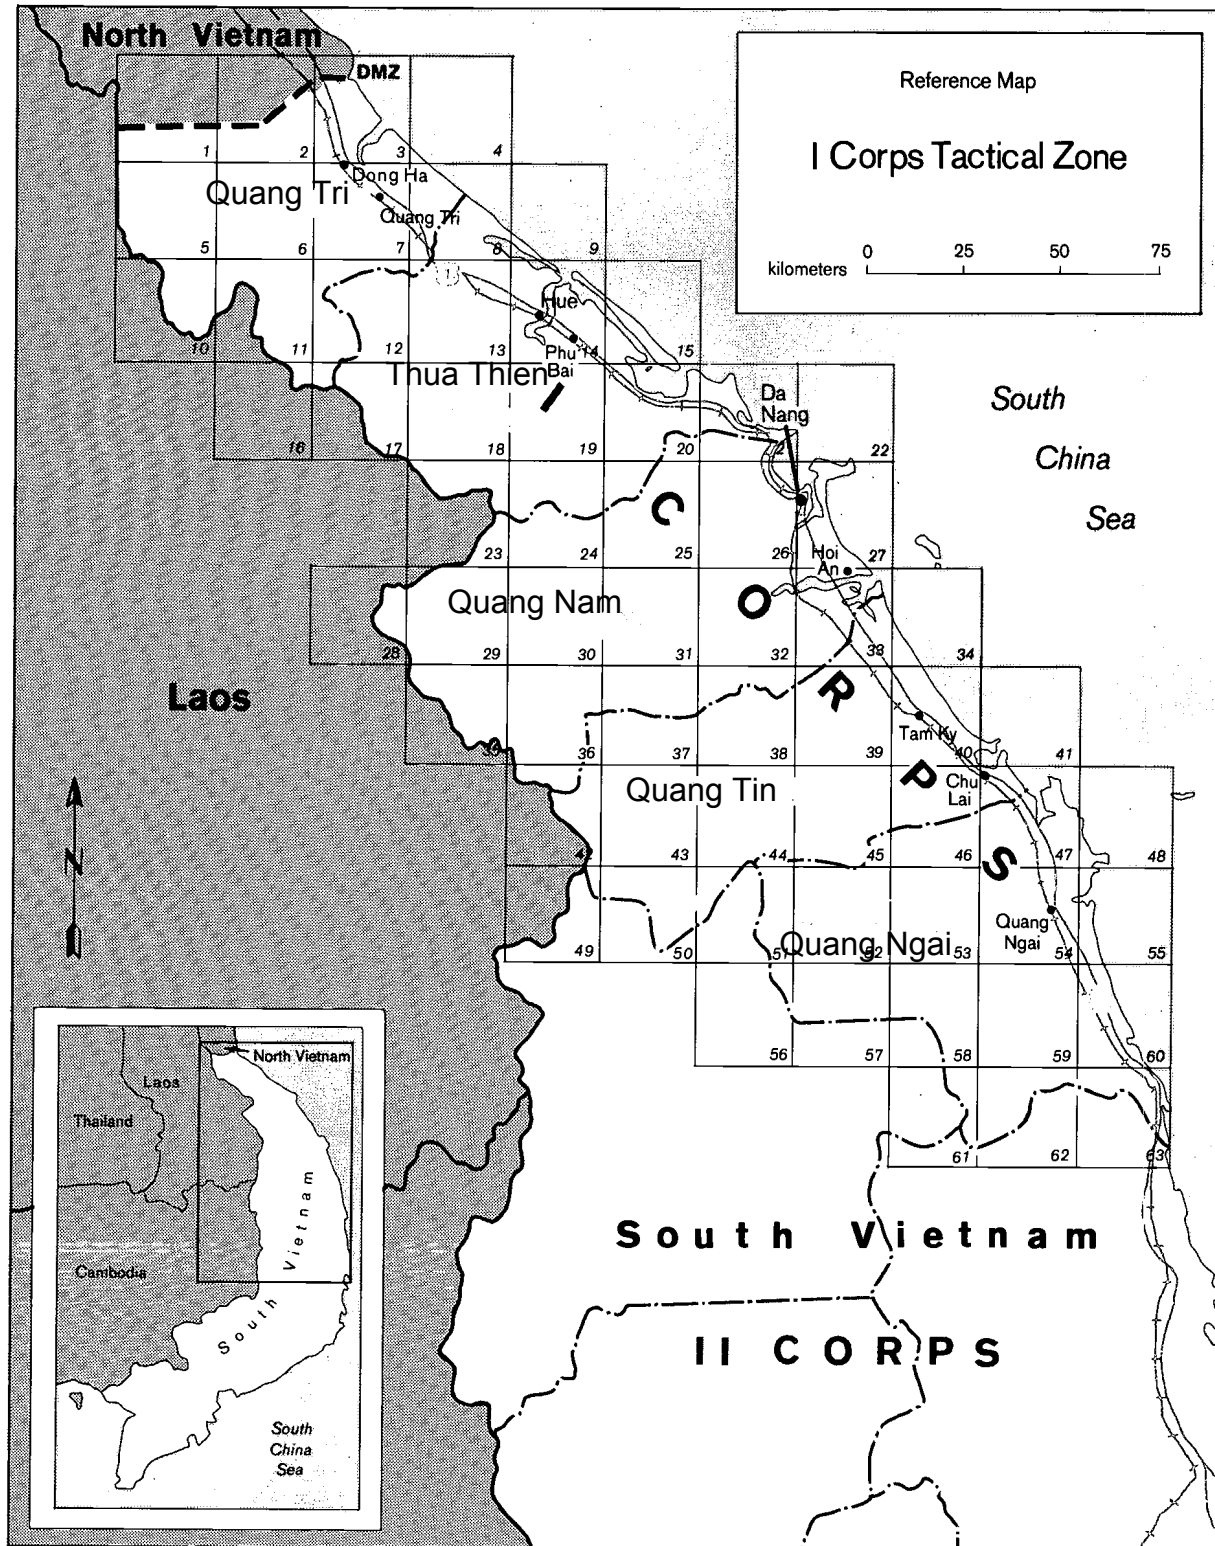 North Vietnam
DMZ
Reference Map
I Corps Tactical Zone
kilometers 0 25 50 75
1 2 3 4
Dong Ha
Quang Tri
Quang Tri
5 6 7 8 9
1
Hue
Phu
Bai
10 11 12 13 14 15
Thua Thien
Da
Nang
South
China
Sea
16 17 18 19 20 21 22
I CORPS
Hoi
An
23 24 25 26 27
Quang Nam
28 29 30 31 32 33 34
Laos
Tam Ky
35 36 37 38 39 40 41
Chu
Lai
Quang Tin
N
42 43 44 45 46 47 48
Quang
Ngai
Quang Ngai
49 50 51 52 53 54 55
56 57 58 59 60
61 62 63
South Vietnam
II CORPS
North Vietnam
Laos
Thailand
Cambodia
South Vietnam
South
China
Sea